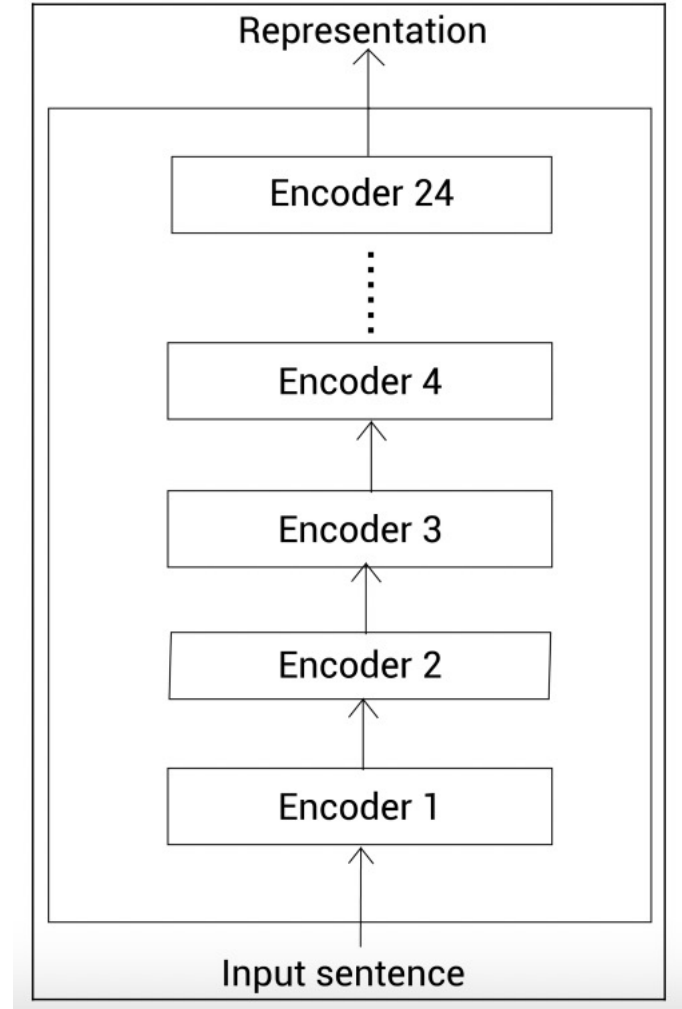 Representation
Encoder 24
Encoder 4
Encoder 3
Encoder 2
Encoder 1
Input sentence